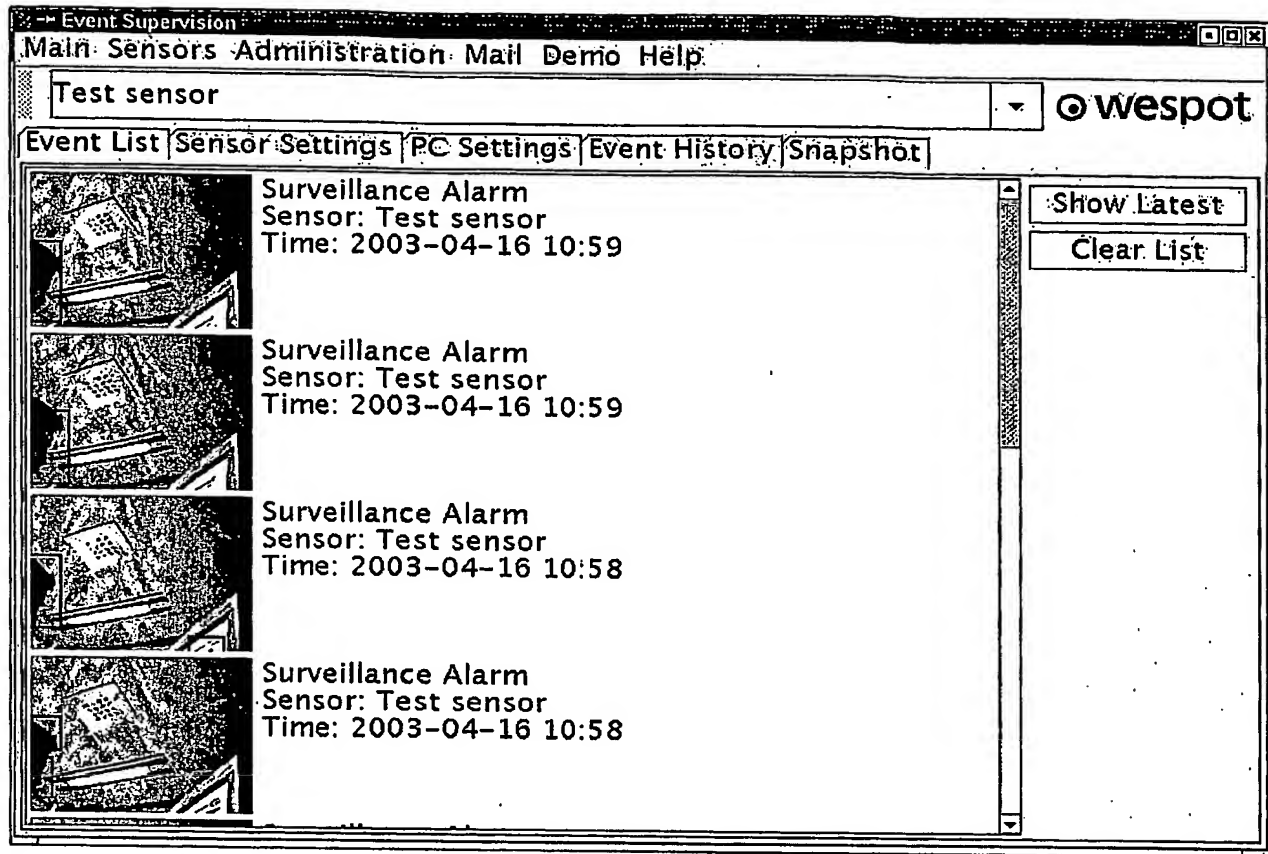 Event Supervision
Main Sensors Administration Mail Demo Help
Test sensor
wespot
Event List Sensor Settings PC Settings Event History Snapshot
Surveillance Alarm
Sensor: Test sensor
Time: 2003-04-16 10:59
Show Latest
Clear List
Surveillance Alarm
Sensor: Test sensor
Time: 2003-04-16 10:59
Surveillance Alarm
Sensor: Test sensor
Time: 2003-04-16 10:58
Surveillance Alarm
Sensor: Test sensor
Time: 2003-04-16 10:58